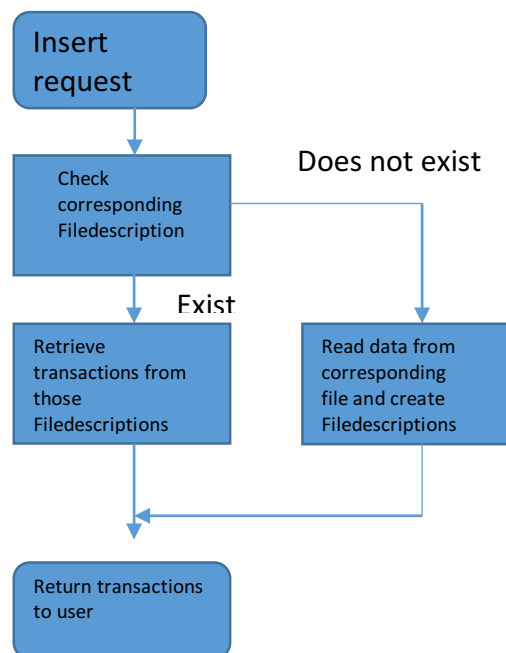 Insert
request
Check
corresponding
Filedescription
Does not exist
Exist
Retrieve
transactions from
those
Filedescriptions
Read data from
corresponding
file and create
Filedescriptions
Return transactions
to user